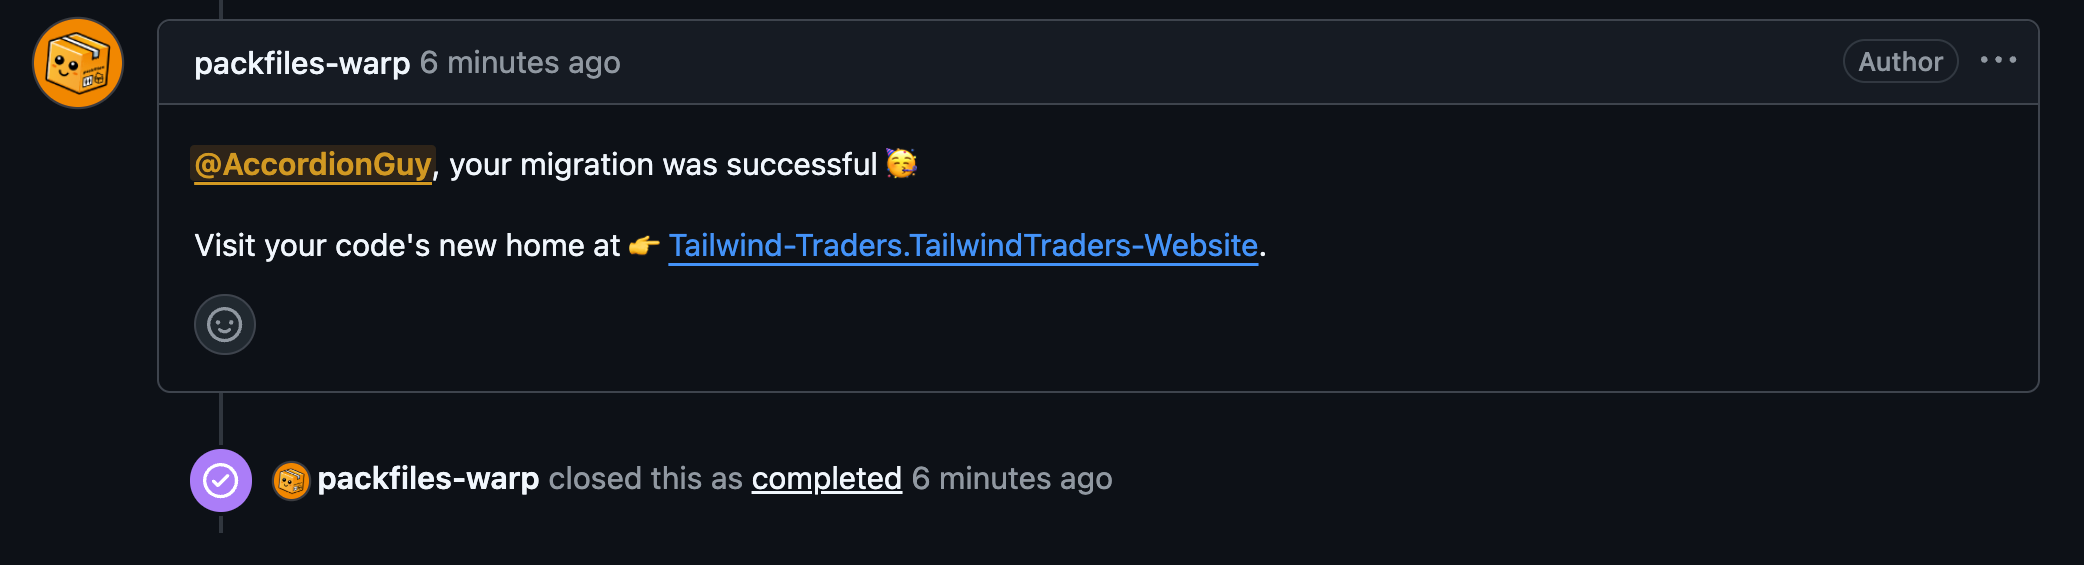 packfiles-warp 6 minutes ago
Author
@AccordionGuy, your migration was successful 🥳
Visit your code's new home at 👉 Tailwind-Traders.TailwindTraders-Website.
packfiles-warp closed this as completed 6 minutes ago